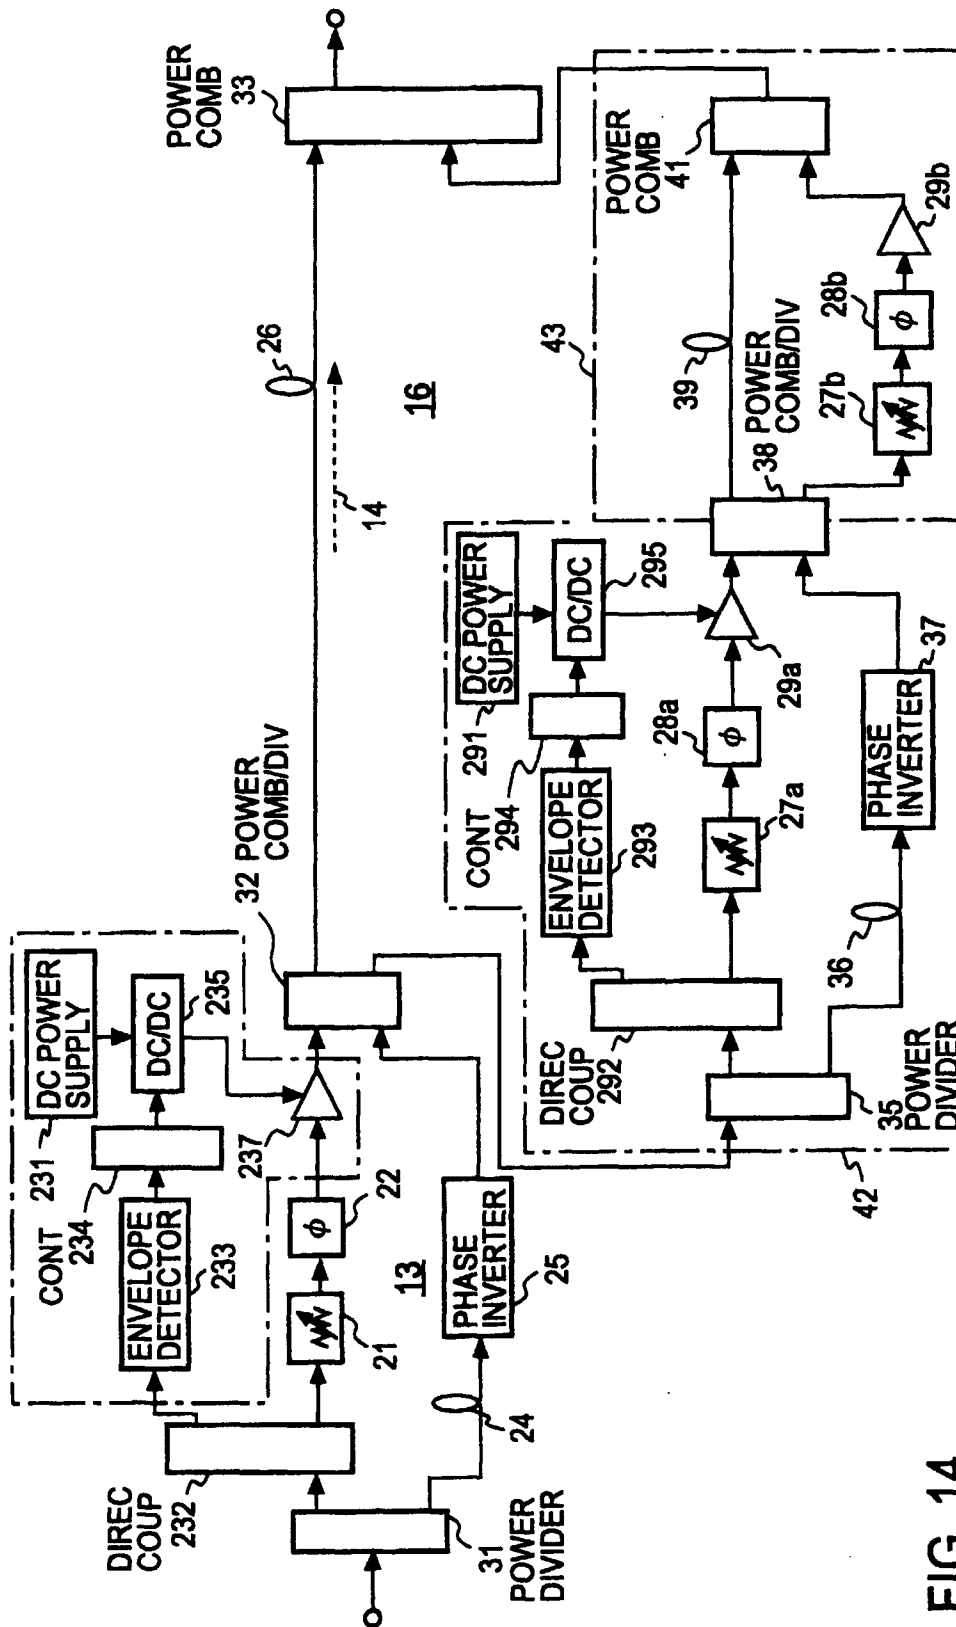 DC POWER
SUPPLY
231
CONT
234
DC/DC
235
ENVELOPE
DETECTOR
233
DIREC
COUP
232
237
21
φ
22
13
31
POWER
DIVIDER
24
PHASE
INVERTER
25
32 POWER
COMB/DIV
26
14
16
POWER
COMB
33
DC POWER
SUPPLY
291
CONT
294
DC/DC
295
ENVELOPE
DETECTOR
293
DIREC
COUP
292
27a
φ
28a
29a
35
POWER
DIVIDER
36
PHASE
INVERTER
37
42
43
38
POWER
COMB/DIV
39
27b
φ
28b
29b
POWER
COMB
41
FIG. 14